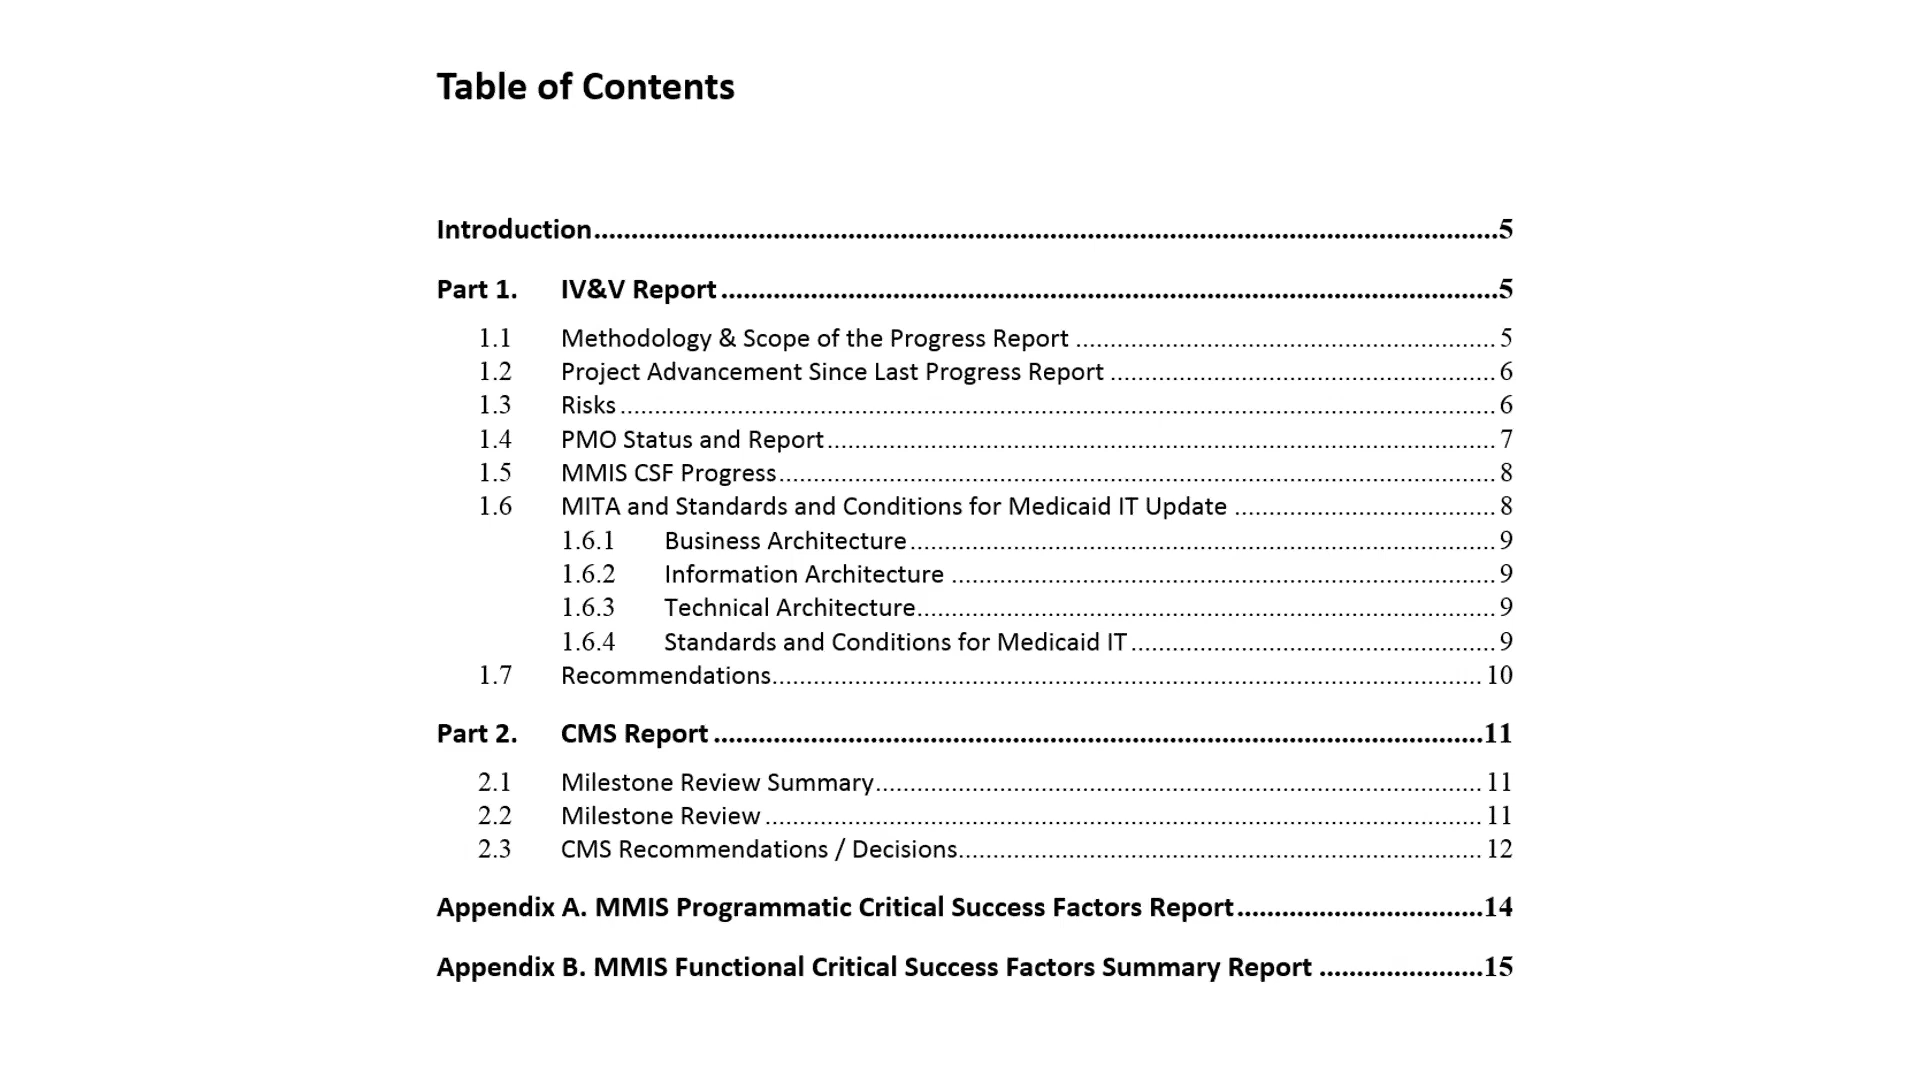 Table of Contents
Introduction....................5
Part 1. IV&V Report....................5
1.1 Methodology & Scope of the Progress Report....................5
1.2 Project Advancement Since Last Progress Report....................6
1.3 Risks....................6
1.4 PMO Status and Report....................7
1.5 MMIS CSF Progress....................8
1.6 MITA and Standards and Conditions for Medicaid IT Update....................8
1.6.1 Business Architecture....................9
1.6.2 Information Architecture....................9
1.6.3 Technical Architecture....................9
1.6.4 Standards and Conditions for Medicaid IT....................9
1.7 Recommendations....................10
Part 2. CMS Report....................11
2.1 Milestone Review Summary....................11
2.2 Milestone Review....................11
2.3 CMS Recommendations / Decisions....................12
Appendix A. MMIS Programmatic Critical Success Factors Report....................14
Appendix B. MMIS Functional Critical Success Factors Summary Report....................15